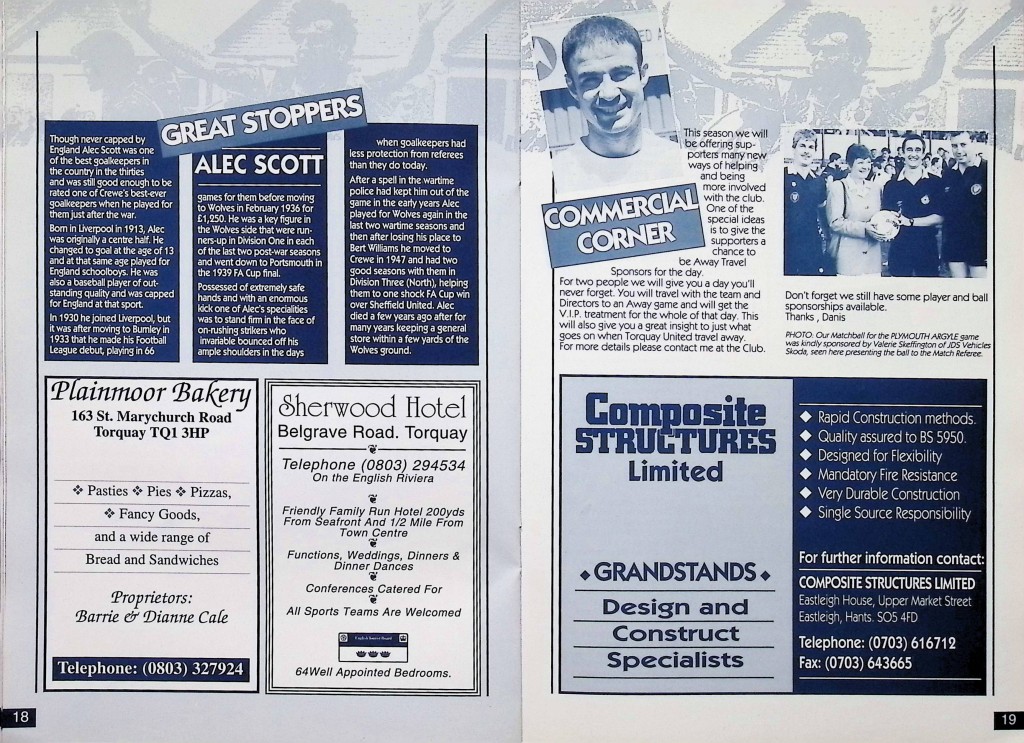 GREAT STOPPERS
Though never capped by
England Alec Scott was one
of the best goalkeepers in
the country in the thirties
and was still good enough to be
rated one of Crewe's best-ever
goalkeepers when he played for
them just after the war.
Born in Liverpool in 1913, Alec
was originally a centre half. He
changed to goal at the age of 13
and at that same age played for
England schoolboys. He was
also a baseball player of out-
standing quality and was capped
for England at that sport.
In 1930 he joined Liverpool, but
it was after moving to Burnley in
1933 that he made his Football
League debut, playing in 66
ALEC SCOTT
games for them before moving
to Wolves in February 1936 for
£1,250. He was a key figure in
the Wolves side that were run-
ners-up in Division One in each
of the last two post-war seasons
and went down to Portsmouth in
the 1939 FA Cup final.
Possessed of extremely safe
hands and with an enormous
kick one of Alec's specialities
was to stand firm in the face of
on-rushing strikers who
invariable bounced off his
ample shoulders in the days
when goalkeepers had
less protection from referees
than they do today.
After a spell in the wartime
police had kept him out of the
game in the early years Alec
played for Wolves again in the
last two wartime seasons and
then after losing his place to
Bert Williams he moved to
Crewe in 1947 and had two
good seasons with them in
Division Three (North), helping
them to one shock FA Cup win
over Sheffield United. Alec
died a few years ago after for
many years keeping a general
store within a few yards of the
Wolves ground.
Plainmoor Bakery
163 St. Marychurch Road
Torquay TQ1 3HP
❖ Pasties ❖ Pies ❖ Pizzas,
❖ Fancy Goods,
and a wide range of
Bread and Sandwiches
Proprietors:
Barrie & Dianne Cale
Telephone: (0803) 327924
Sherwood Hotel
Belgrave Road. Torquay
Telephone (0803) 294534
On the English Riviera
Friendly Family Run Hotel 200yds
From Seafront And 1/2 Mile From
Town Centre
Functions, Weddings, Dinners &
Dinner Dances
Conferences Catered For
All Sports Teams Are Welcomed
64Well Appointed Bedrooms.
18
COMMERCIAL
CORNER
This season we will
be offering sup-
porters many new
ways of helping
and being
more involved
with the club.
One of the
special ideas
is to give the
supporters a
chance to
be Away Travel
Sponsors for the day.
For two people we will give you a day you'll
never forget. You will travel with the team and
Directors to an Away game and will get the
V.I.P. treatment for the whole of that day. This
will also give you a great insight to just what
goes on when Torquay United travel away.
For more details please contact me at the Club.
Don't forget we still have some player and ball
sponsorships available.
Thanks , Danis
PHOTO: Our Matchball for the PLYMOUTH ARGYLE game
was kindly sponsored by Valerie Skeffington of JDS Vehicles
Skoda, seen here presenting the ball to the Match Referee.
Composite
STRUCTURES
Limited
◆ GRANDSTANDS ◆
Design and
Construct
Specialists
◆ Rapid Construction methods.
◆ Quality assured to BS 5950.
◆ Designed for Flexibility
◆ Mandatory Fire Resistance
◆ Very Durable Construction
◆ Single Source Responsibility
For further information contact:
COMPOSITE STRUCTURES LIMITED
Eastleigh House, Upper Market Street
Eastleigh, Hants. SO5 4FD
Telephone: (0703) 616712
Fax: (0703) 643665
19